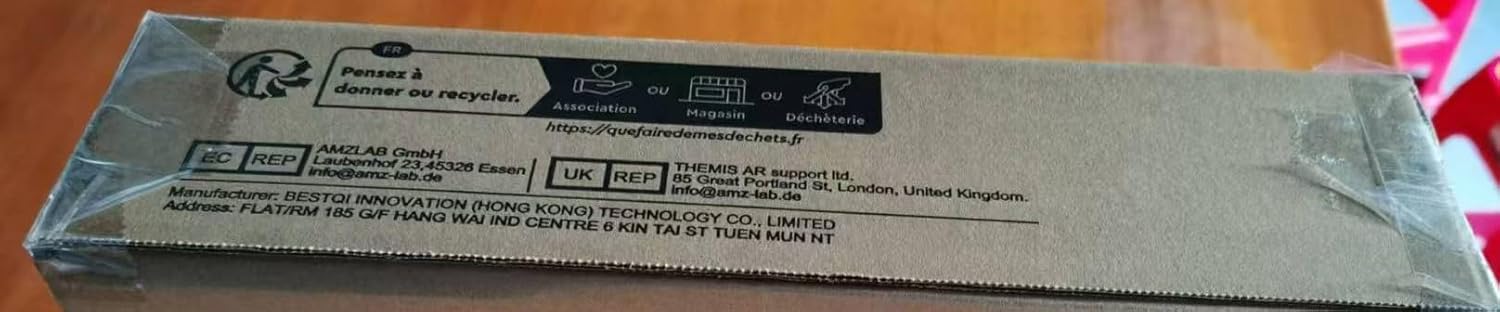 FR
Pensez à
donner ou recycler.
Association
OU
Magasin
OU
Déchèterie
https://quefairedemesdechets.fr
EC REP
AMZLAB GmbH
Laubenhof 23,45326 Essen
info@amz-lab.de
UK REP
THEMIS AR support ltd.
85 Great Portland St, London, United Kingdom.
info@amz-lab.de
Manufacturer: BESTQI INNOVATION (HONG KONG) TECHNOLOGY CO., LIMITED
Address: FLAT/RM 185 G/F HANG WAI IND CENTRE 6 KIN TAI ST TUEN MUN NT